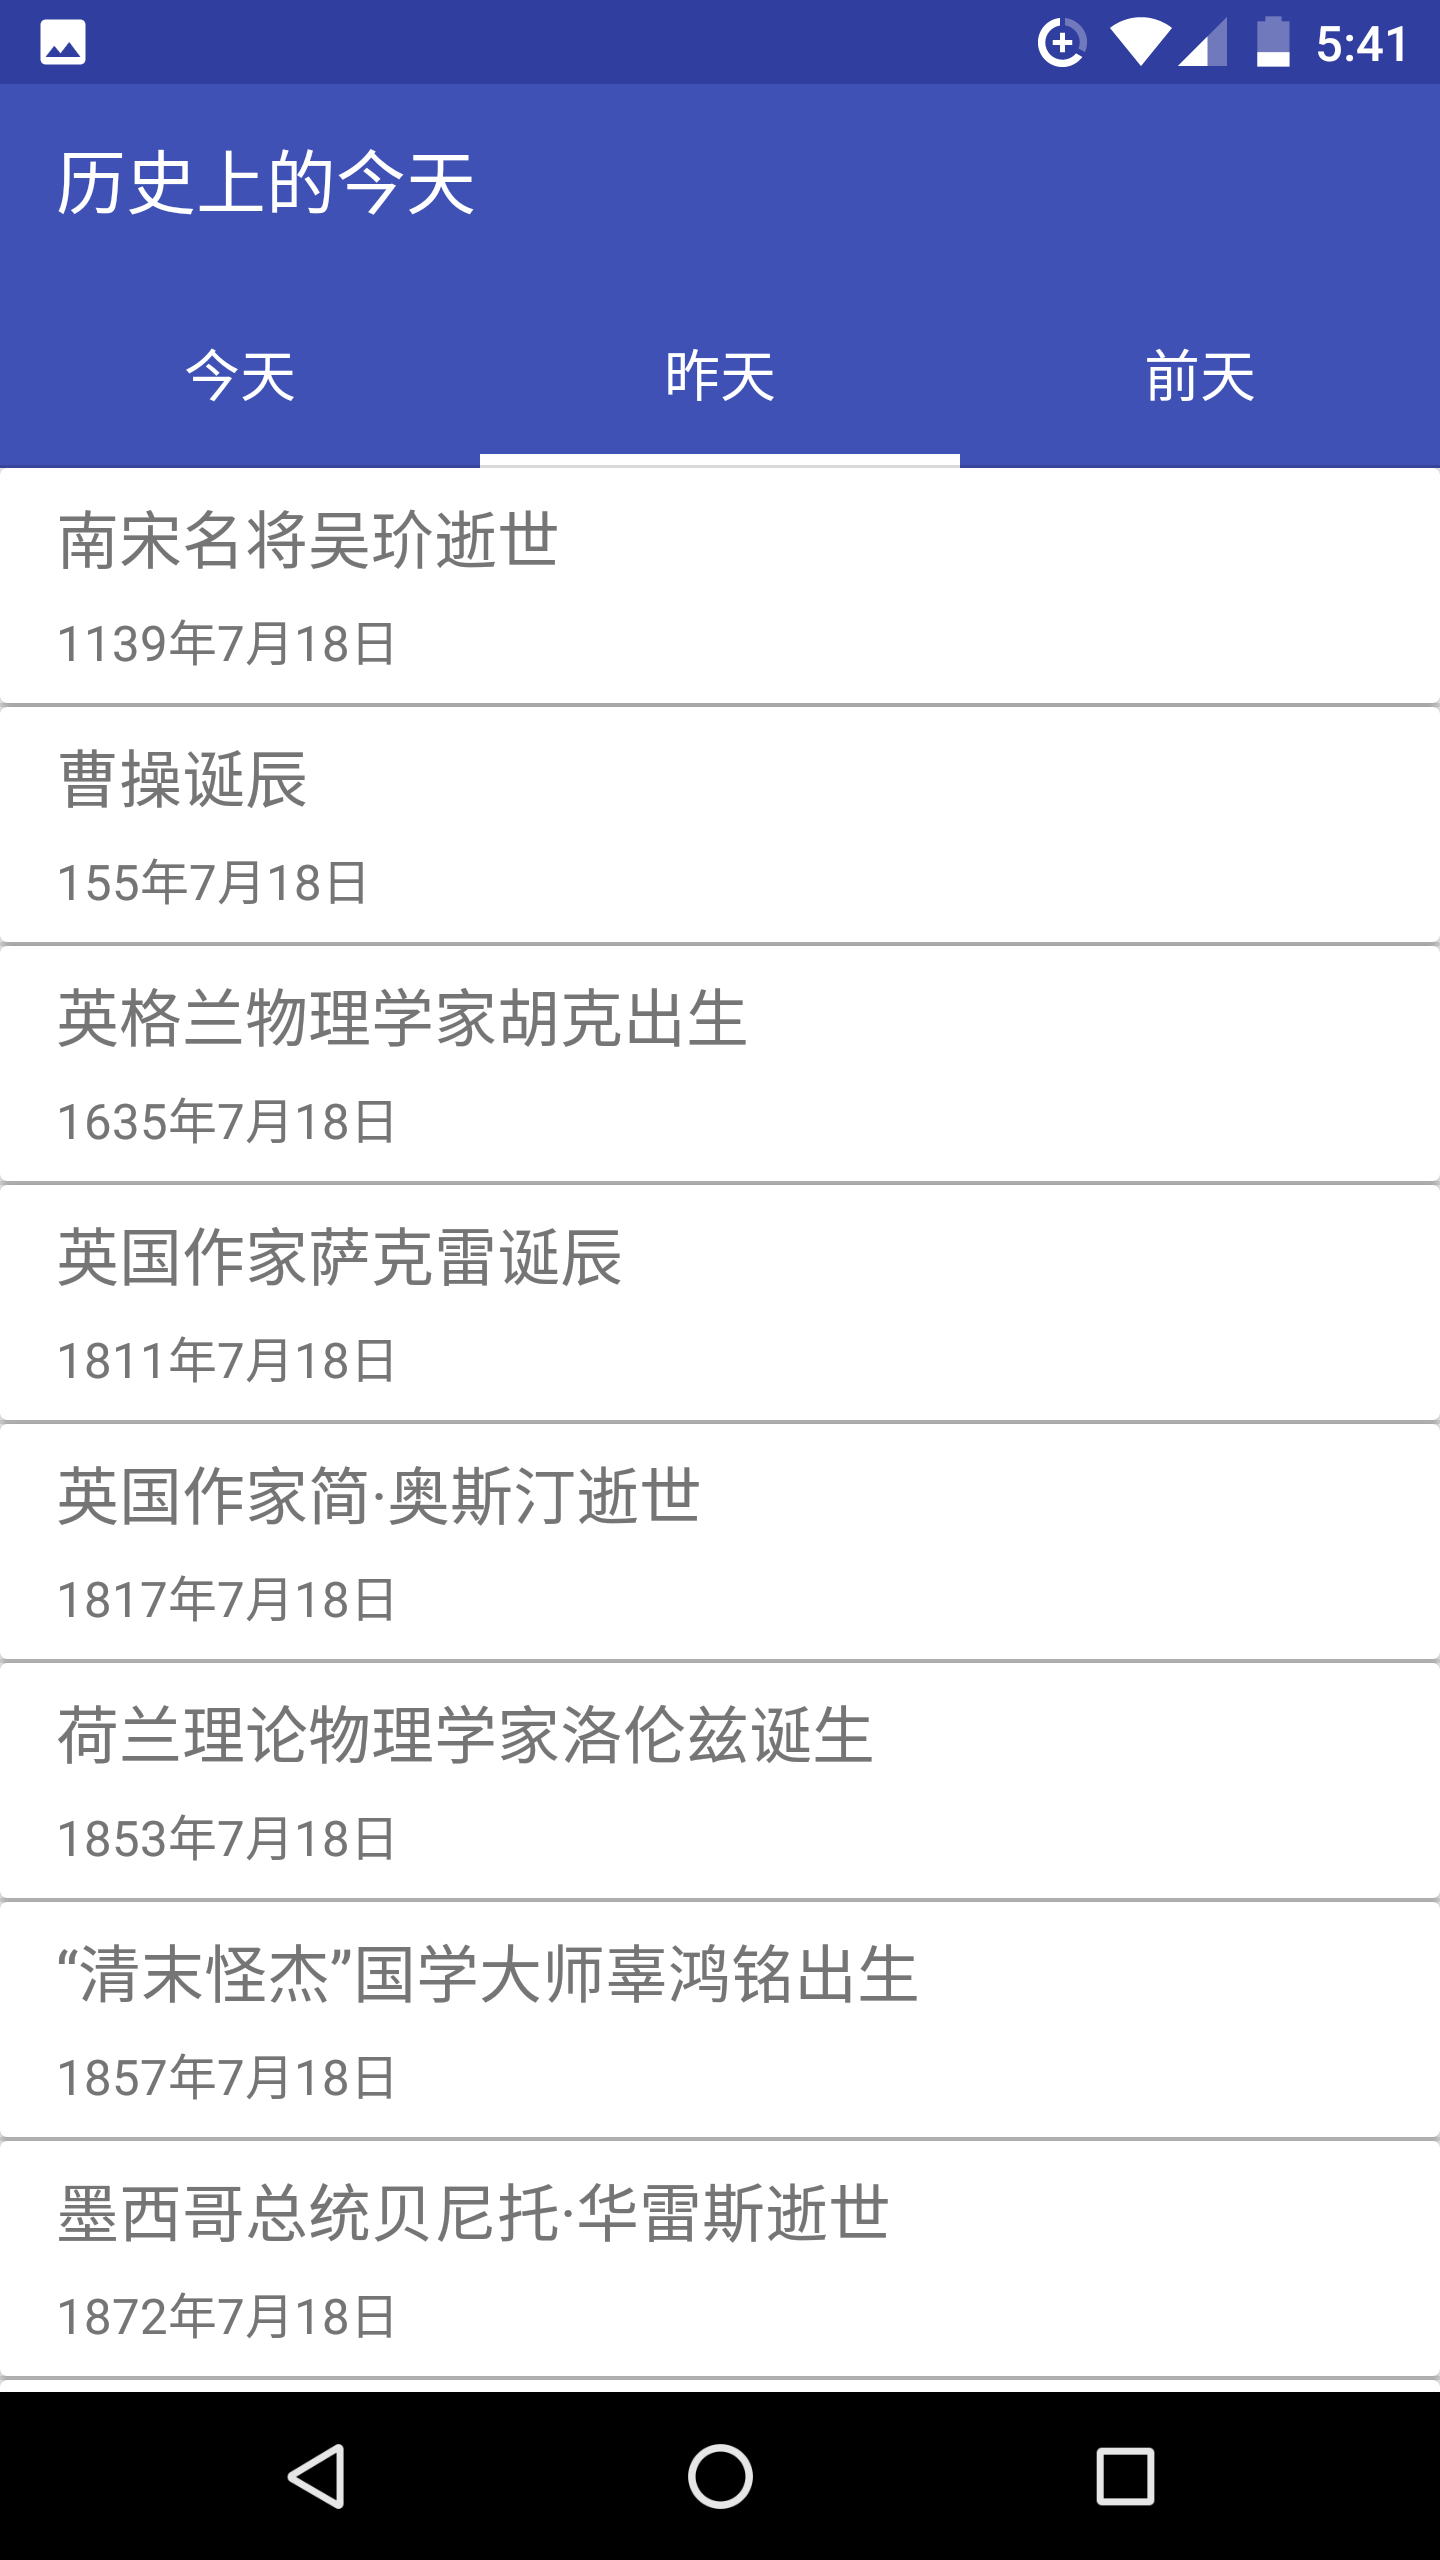 5:41
历史上的今天
今天 昨天 前天
南宋名将吴玠逝世
1139年7月18日
曹操诞辰
155年7月18日
英格兰物理学家胡克出生
1635年7月18日
英国作家萨克雷诞辰
1811年7月18日
英国作家简·奥斯汀逝世
1817年7月18日
荷兰理论物理学家洛伦兹诞生
1853年7月18日
“清末怪杰”国学大师辜鸿铭出生
1857年7月18日
墨西哥总统贝尼托·华雷斯逝世
1872年7月18日